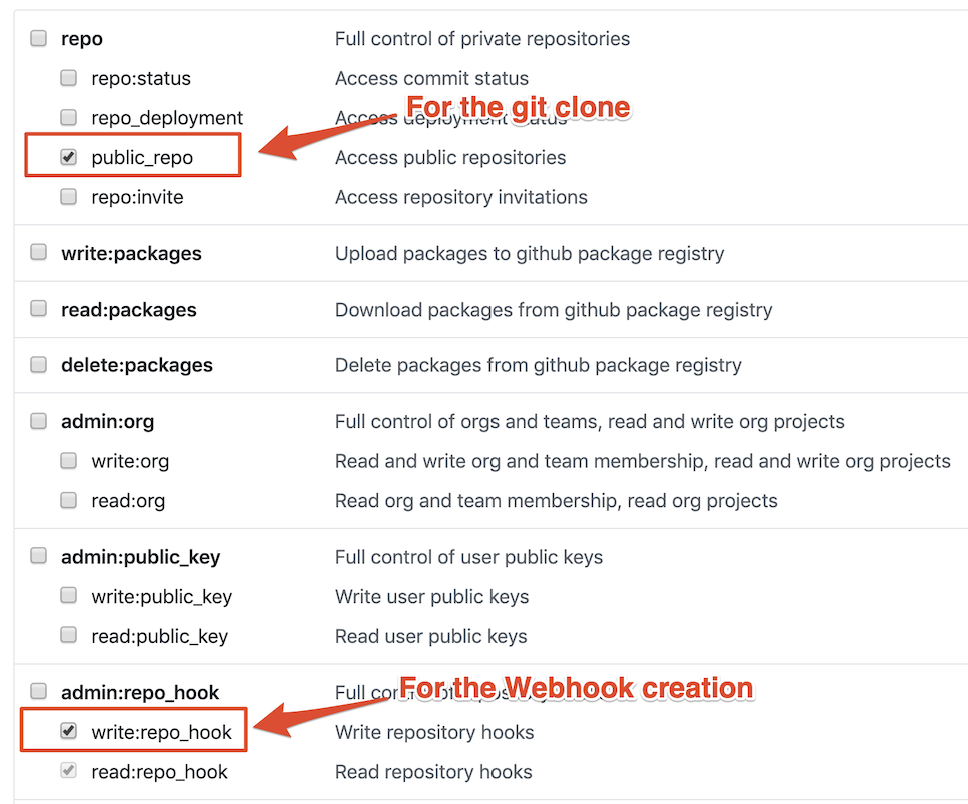 repo Full control of private repositories
repo:status Access commit status
For the git clone
repo_deployment Access deployment status
public_repo Access public repositories
repo:invite Access repository invitations
write:packages Upload packages to github package registry
read:packages Download packages from github package registry
delete:packages Delete packages from github package registry
admin:org Full control of orgs and teams, read and write org projects
write:org Read and write org and team membership, read and write org projects
read:org Read org and team membership, read org projects
admin:public_key Full control of user public keys
write:public_key Write user public keys
read:public_key Read user public keys
For the Webhook creation
admin:repo_hook Full
write:repo_hook Write repository hooks
read:repo_hook Read repository hooks